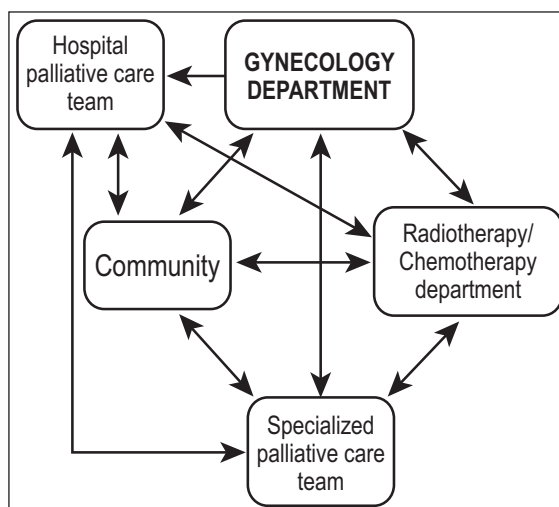 Hospital
palliative care
team
GYNECOLOGY
DEPARTMENT
Community
Radiotherapy/
Chemotherapy
department
Specialized
palliative care
team